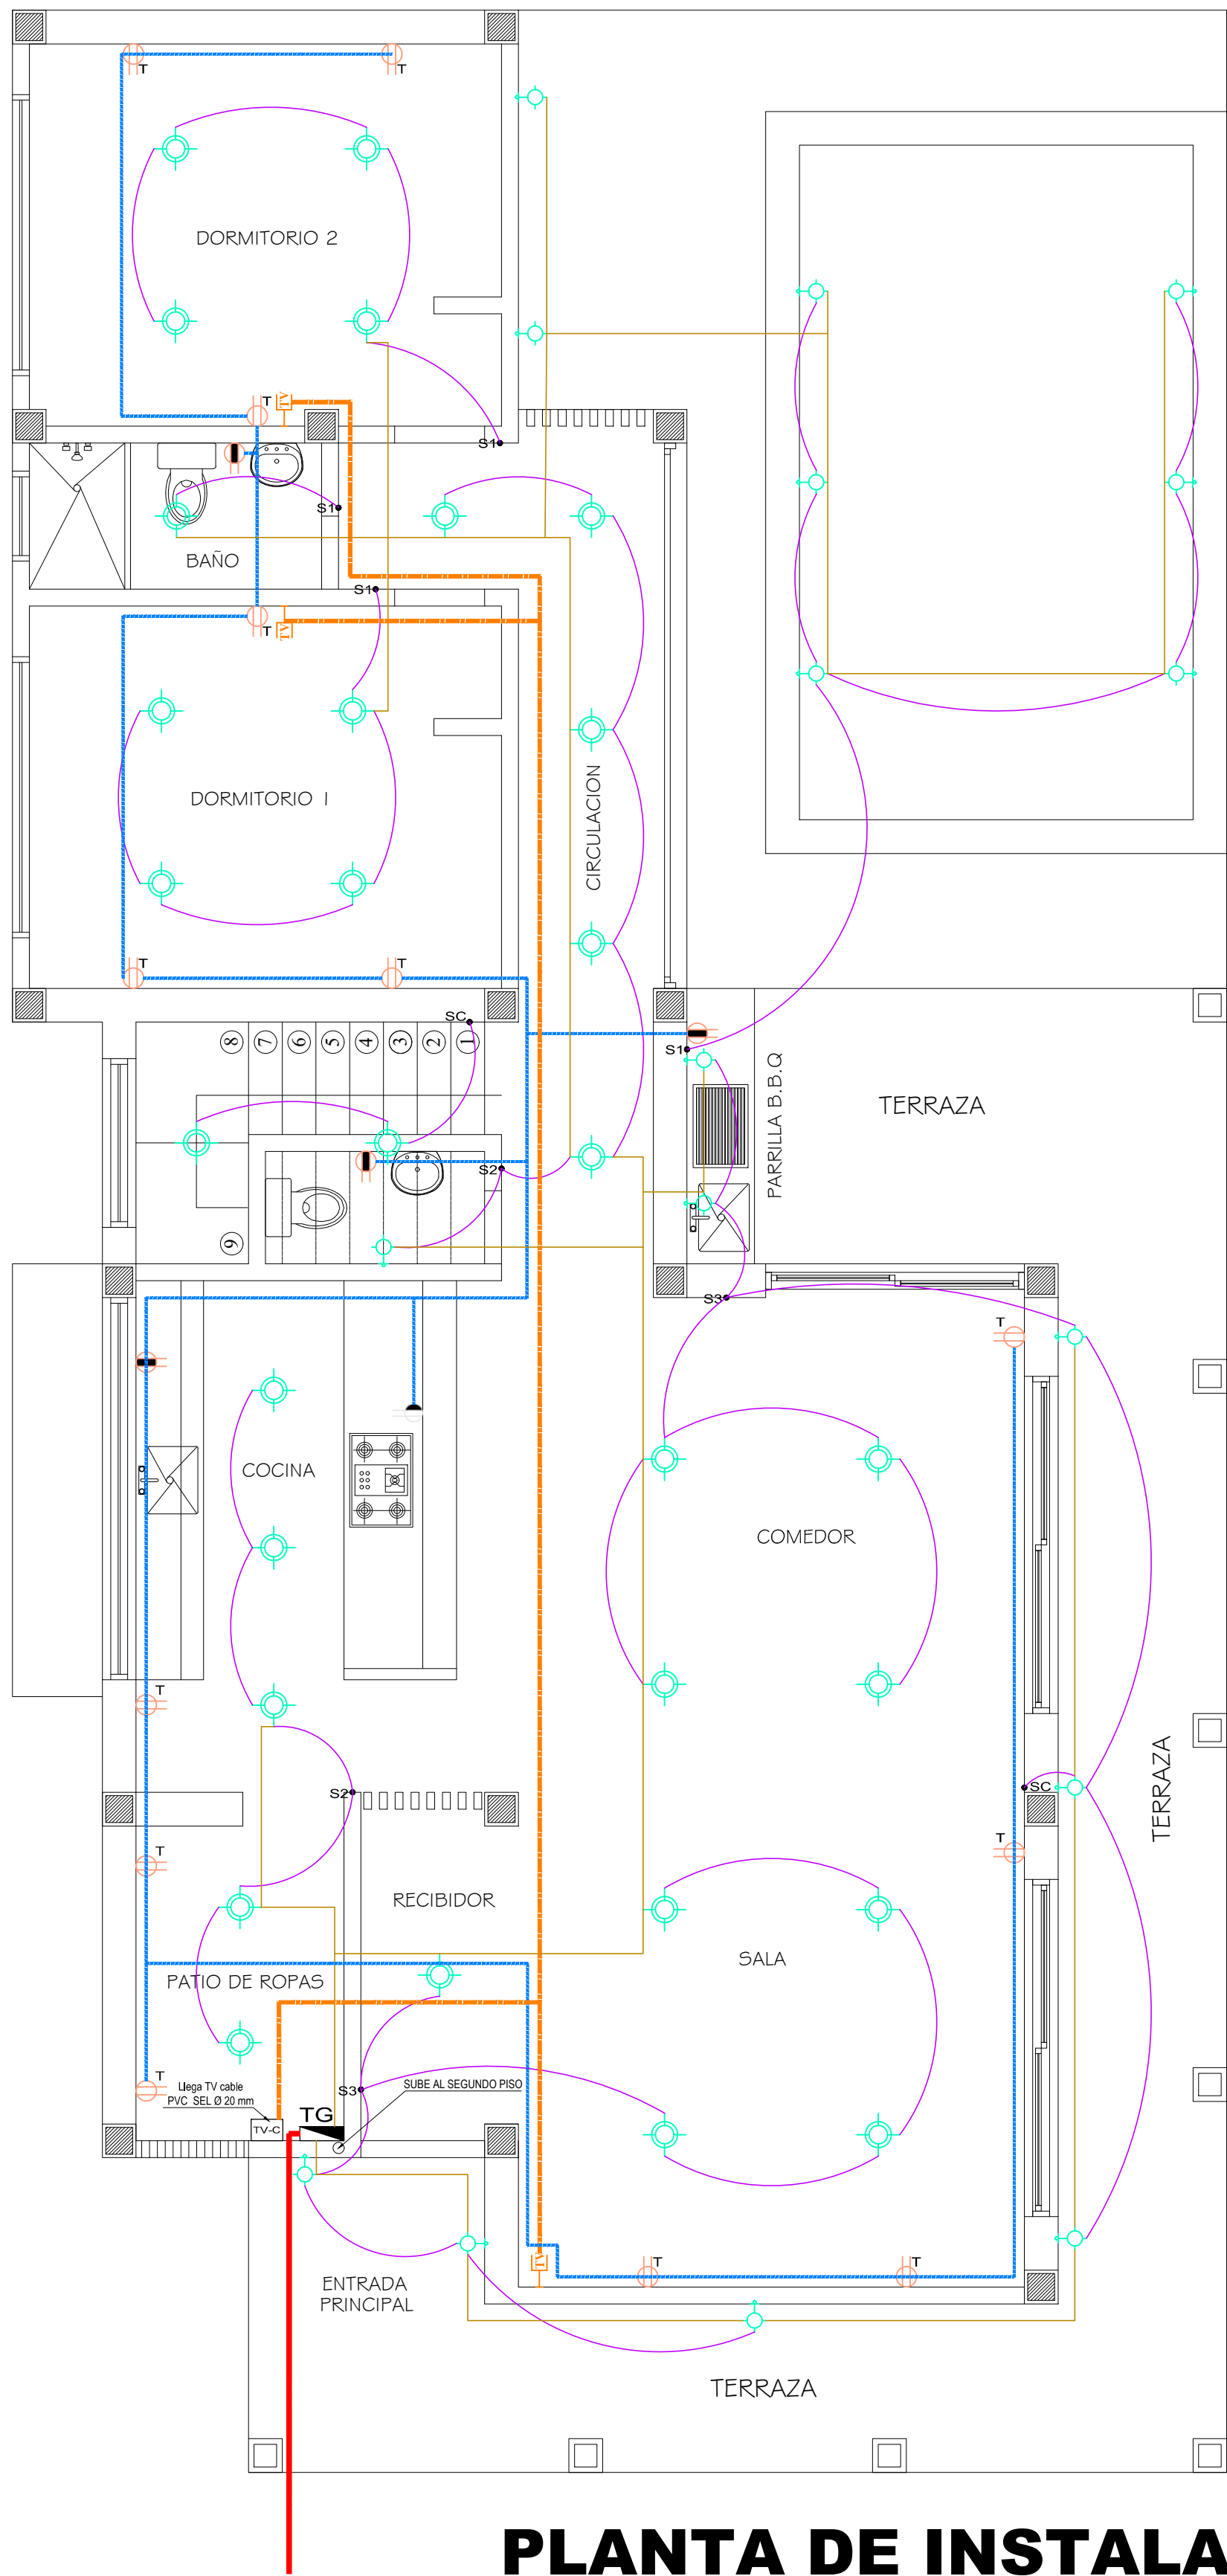 T
T
DORMITORIO 2
T
TV
S1
S1
BAÑO
S1
T
TV
DORMITORIO 1
CIRCULACION
T
T
SC
8
7
6
5
4
3
2
1
S1
PARRILLA B.B.Q
TERRAZA
S2
9
S3
T
COCINA
COMEDOR
T
S2
SC
TERRAZA
T
T
RECIBIDOR
SALA
PATIO DE ROPAS
T
Llega TV cable
PVC SEL Ø 20 mm
S3
SUBE AL SEGUNDO PISO
TV-C
TG
TV
T
T
ENTRADA
PRINCIPAL
TERRAZA
PLANTA DE INSTALA